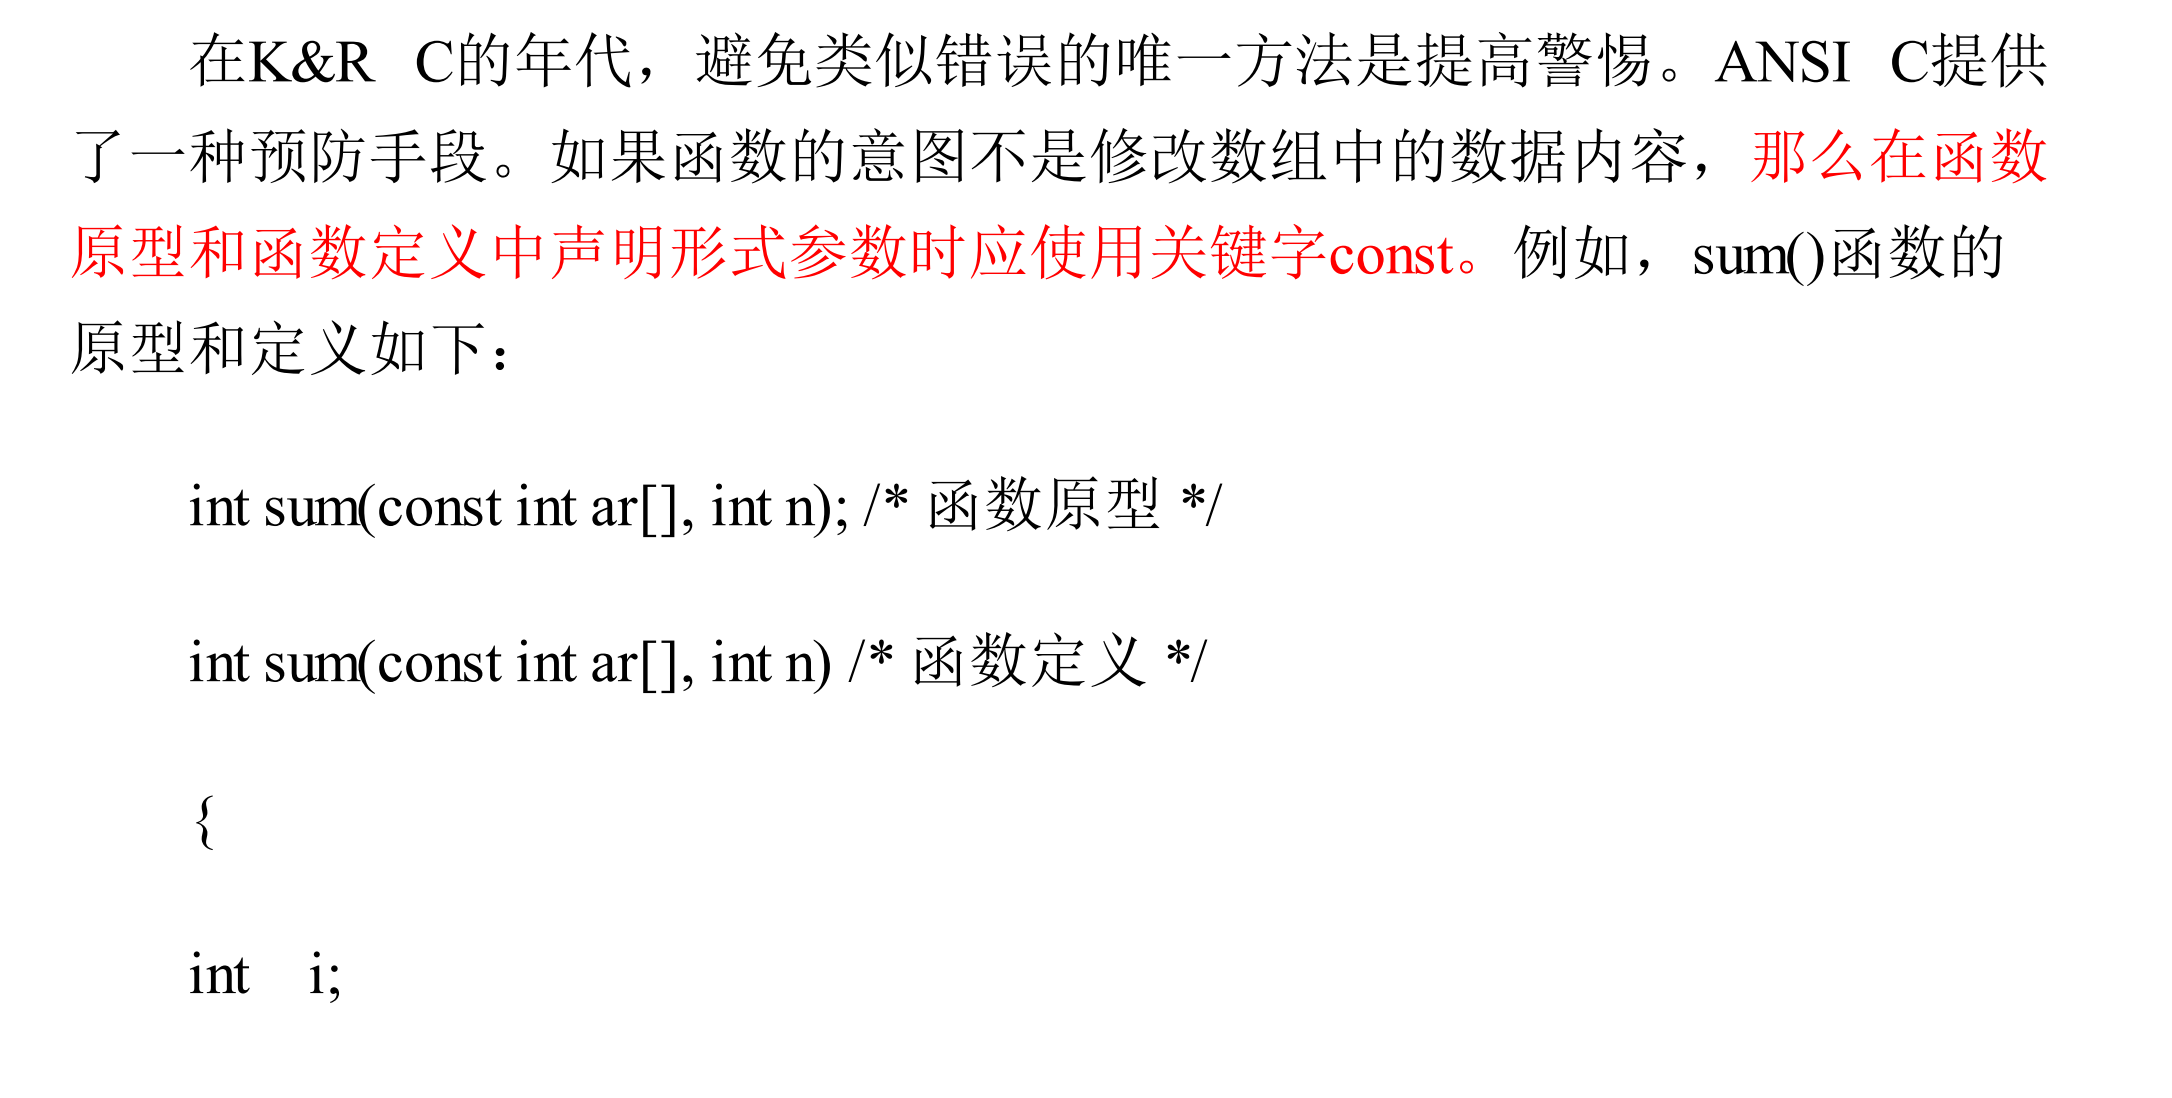 在K&R C的年代，避免类似错误的唯一方法是提高警惕。ANSI C提供
了一种预防手段。如果函数的意图不是修改数组中的数据内容，那么在函数
原型和函数定义中声明形式参数时应使用关键字const。例如，sum()函数的
原型和定义如下：
int sum(const int ar[], int n); /* 函数原型 */
int sum(const int ar[], int n) /* 函数定义 */
{
int i;